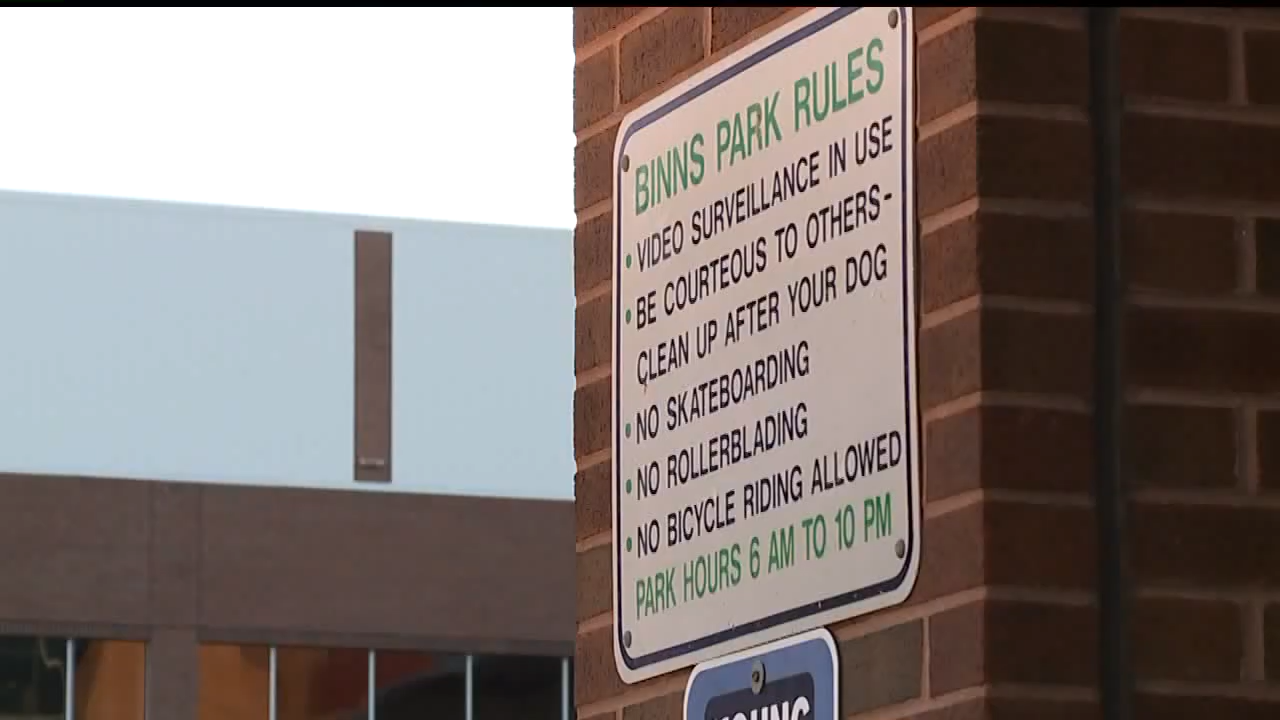 BINNS PARK RULES
• VIDEO SURVEILLANCE IN USE
• BE COURTEOUS TO OTHERS-
CLEAN UP AFTER YOUR DOG
• NO SKATEBOARDING
• NO ROLLERBLADING
• NO BICYCLE RIDING ALLOWED
PARK HOURS 6 AM TO 10 PM